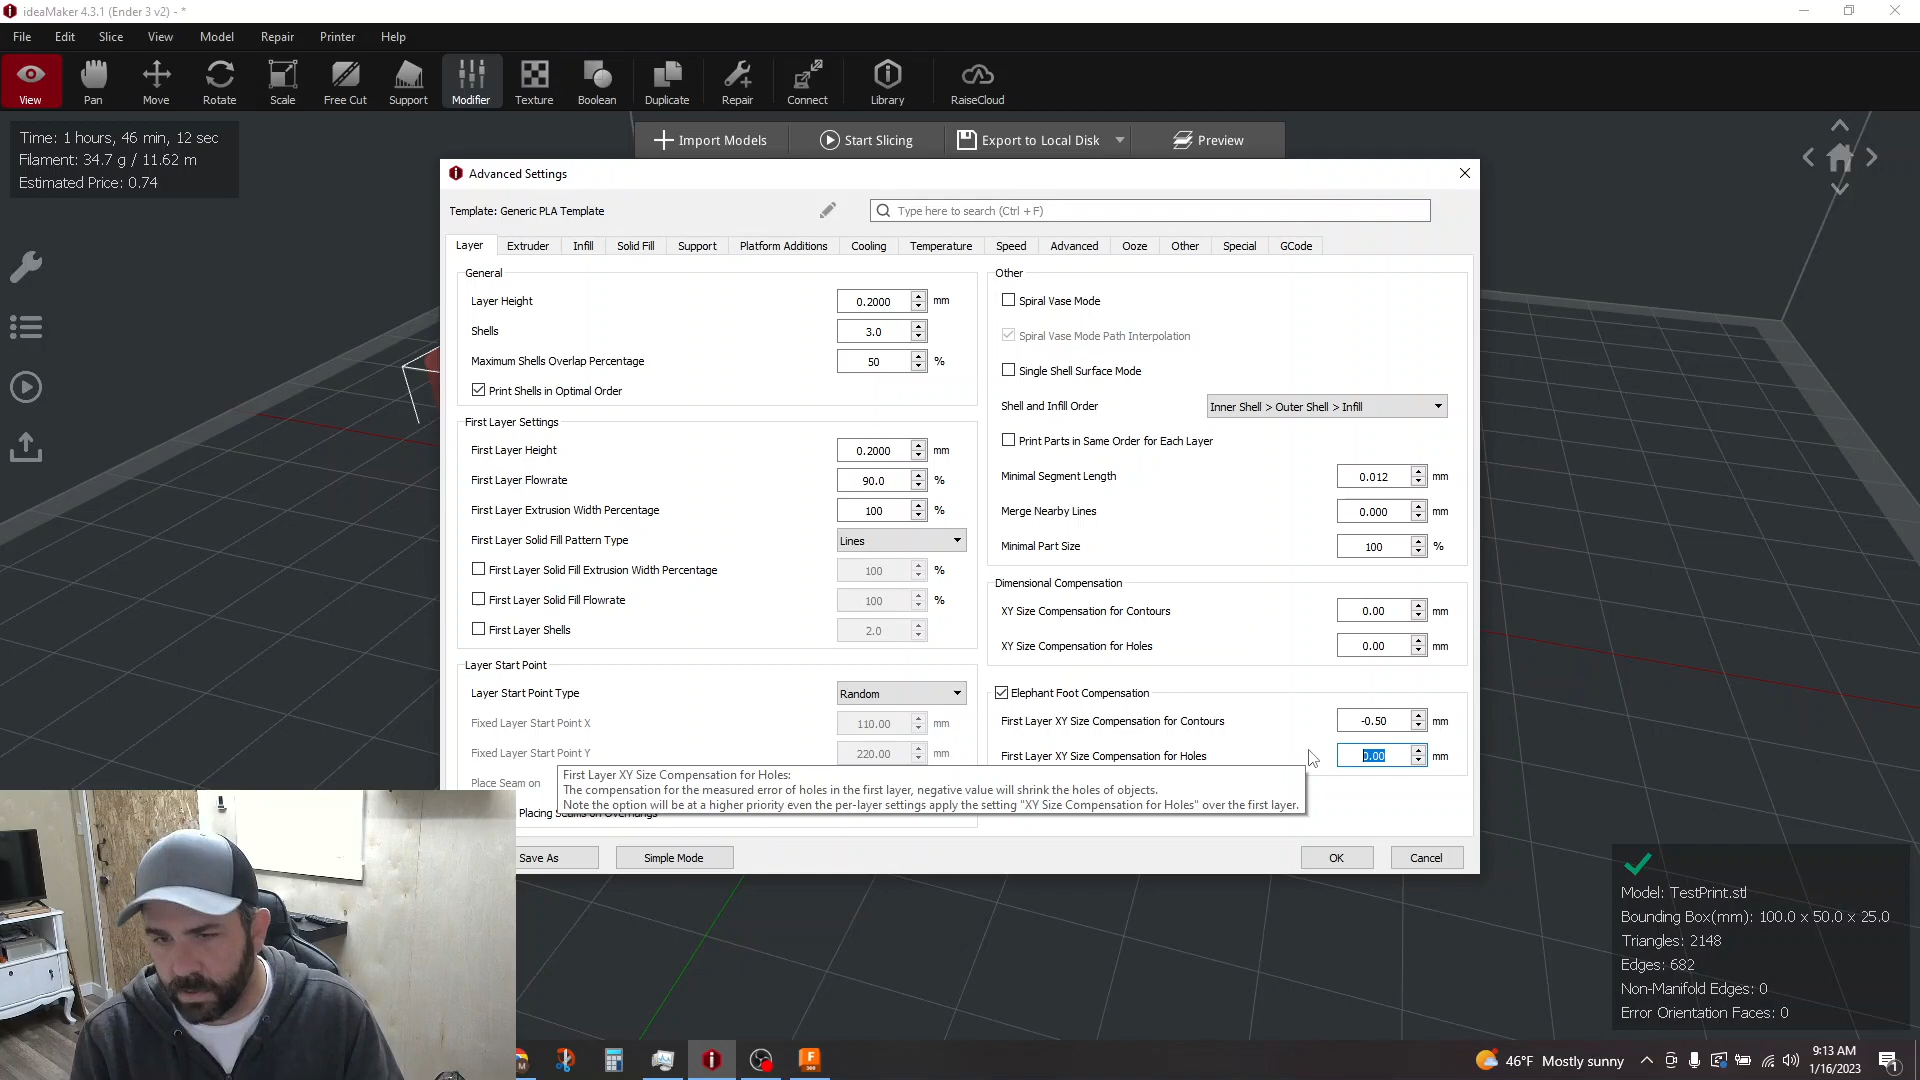 ideaMaker 4.3.1 (Ender 3 v2) - *
File Edit Slice View Model Repair Printer Help
View Pan Move Rotate Scale Free Cut Support Modifier Texture Boolean Duplicate Repair Connect Library RaiseCloud
Time: 1 hours, 46 min, 12 sec
Filament: 34.7 g / 11.62 m
Estimated Price: 0.74
Import Models Start Slicing Export to Local Disk Preview
Advanced Settings
Template: Generic PLA Template
Type here to search (Ctrl + F)
Layer Extruder Infill Solid Fill Support Platform Additions Cooling Temperature Speed Advanced Ooze Other Special GCode
General
Layer Height 0.2000 mm
Shells 3.0
Maximum Shells Overlap Percentage 50 %
Print Shells in Optimal Order
First Layer Settings
First Layer Height 0.2000 mm
First Layer Flowrate 90.0 %
First Layer Extrusion Width Percentage 100 %
First Layer Solid Fill Pattern Type Lines
First Layer Solid Fill Extrusion Width Percentage 100 %
First Layer Solid Fill Flowrate 100 %
First Layer Shells 2.0
Layer Start Point
Layer Start Point Type Random
Fixed Layer Start Point X 110.00 mm
Fixed Layer Start Point Y 220.00 mm
Place Seam on
Placing Seams on Overhangs
Other
Spiral Vase Mode
Spiral Vase Mode Path Interpolation
Single Shell Surface Mode
Shell and Infill Order Inner Shell > Outer Shell > Infill
Print Parts in Same Order for Each Layer
Minimal Segment Length 0.012 mm
Merge Nearby Lines 0.000 mm
Minimal Part Size 100 %
Dimensional Compensation
XY Size Compensation for Contours 0.00 mm
XY Size Compensation for Holes 0.00 mm
Elephant Foot Compensation
First Layer XY Size Compensation for Contours -0.50 mm
First Layer XY Size Compensation for Holes 0.00 mm
First Layer XY Size Compensation for Holes:
The compensation for the measured error of holes in the first layer, negative value will shrink the holes of objects.
Note the option will be at a higher priority even the per-layer settings apply the setting "XY Size Compensation for Holes" over the first layer.
Save As Simple Mode OK Cancel
Model: TestPrint.stl
Bounding Box(mm): 100.0 x 50.0 x 25.0
Triangles: 2148
Edges: 682
Non-Manifold Edges: 0
Error Orientation Faces: 0
46°F Mostly sunny
9:13 AM
1/16/2023